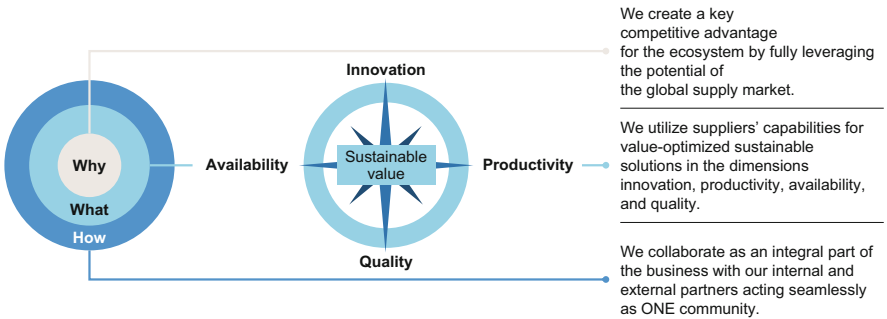 Why
What
How
Innovation
Availability
Sustainable
value
Productivity
Quality
We create a key
competitive advantage
for the ecosystem by fully leveraging
the potential of
the global supply market.
We utilize suppliers’ capabilities for
value-optimized sustainable
solutions in the dimensions
innovation, productivity, availability,
and quality.
We collaborate as an integral part of
the business with our internal and
external partners acting seamlessly
as ONE community.